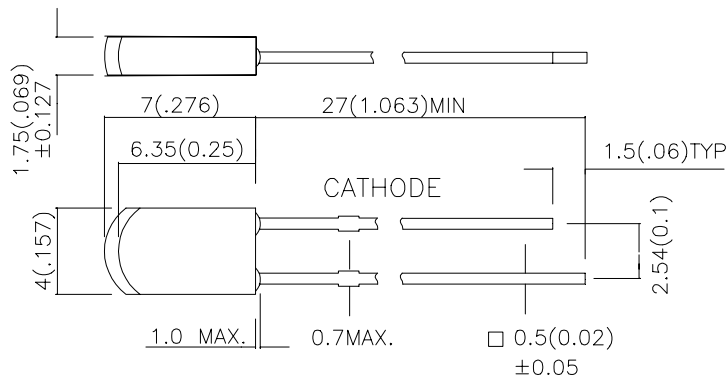 1.75(.069)
±0.127
7(.276)
27(1.063)MIN
6.35(0.25)
1.5(.06)TYP
CATHODE
4(.157)
2.54(0.1)
1.0 MAX.
0.7MAX.
□ 0.5(0.02)
±0.05